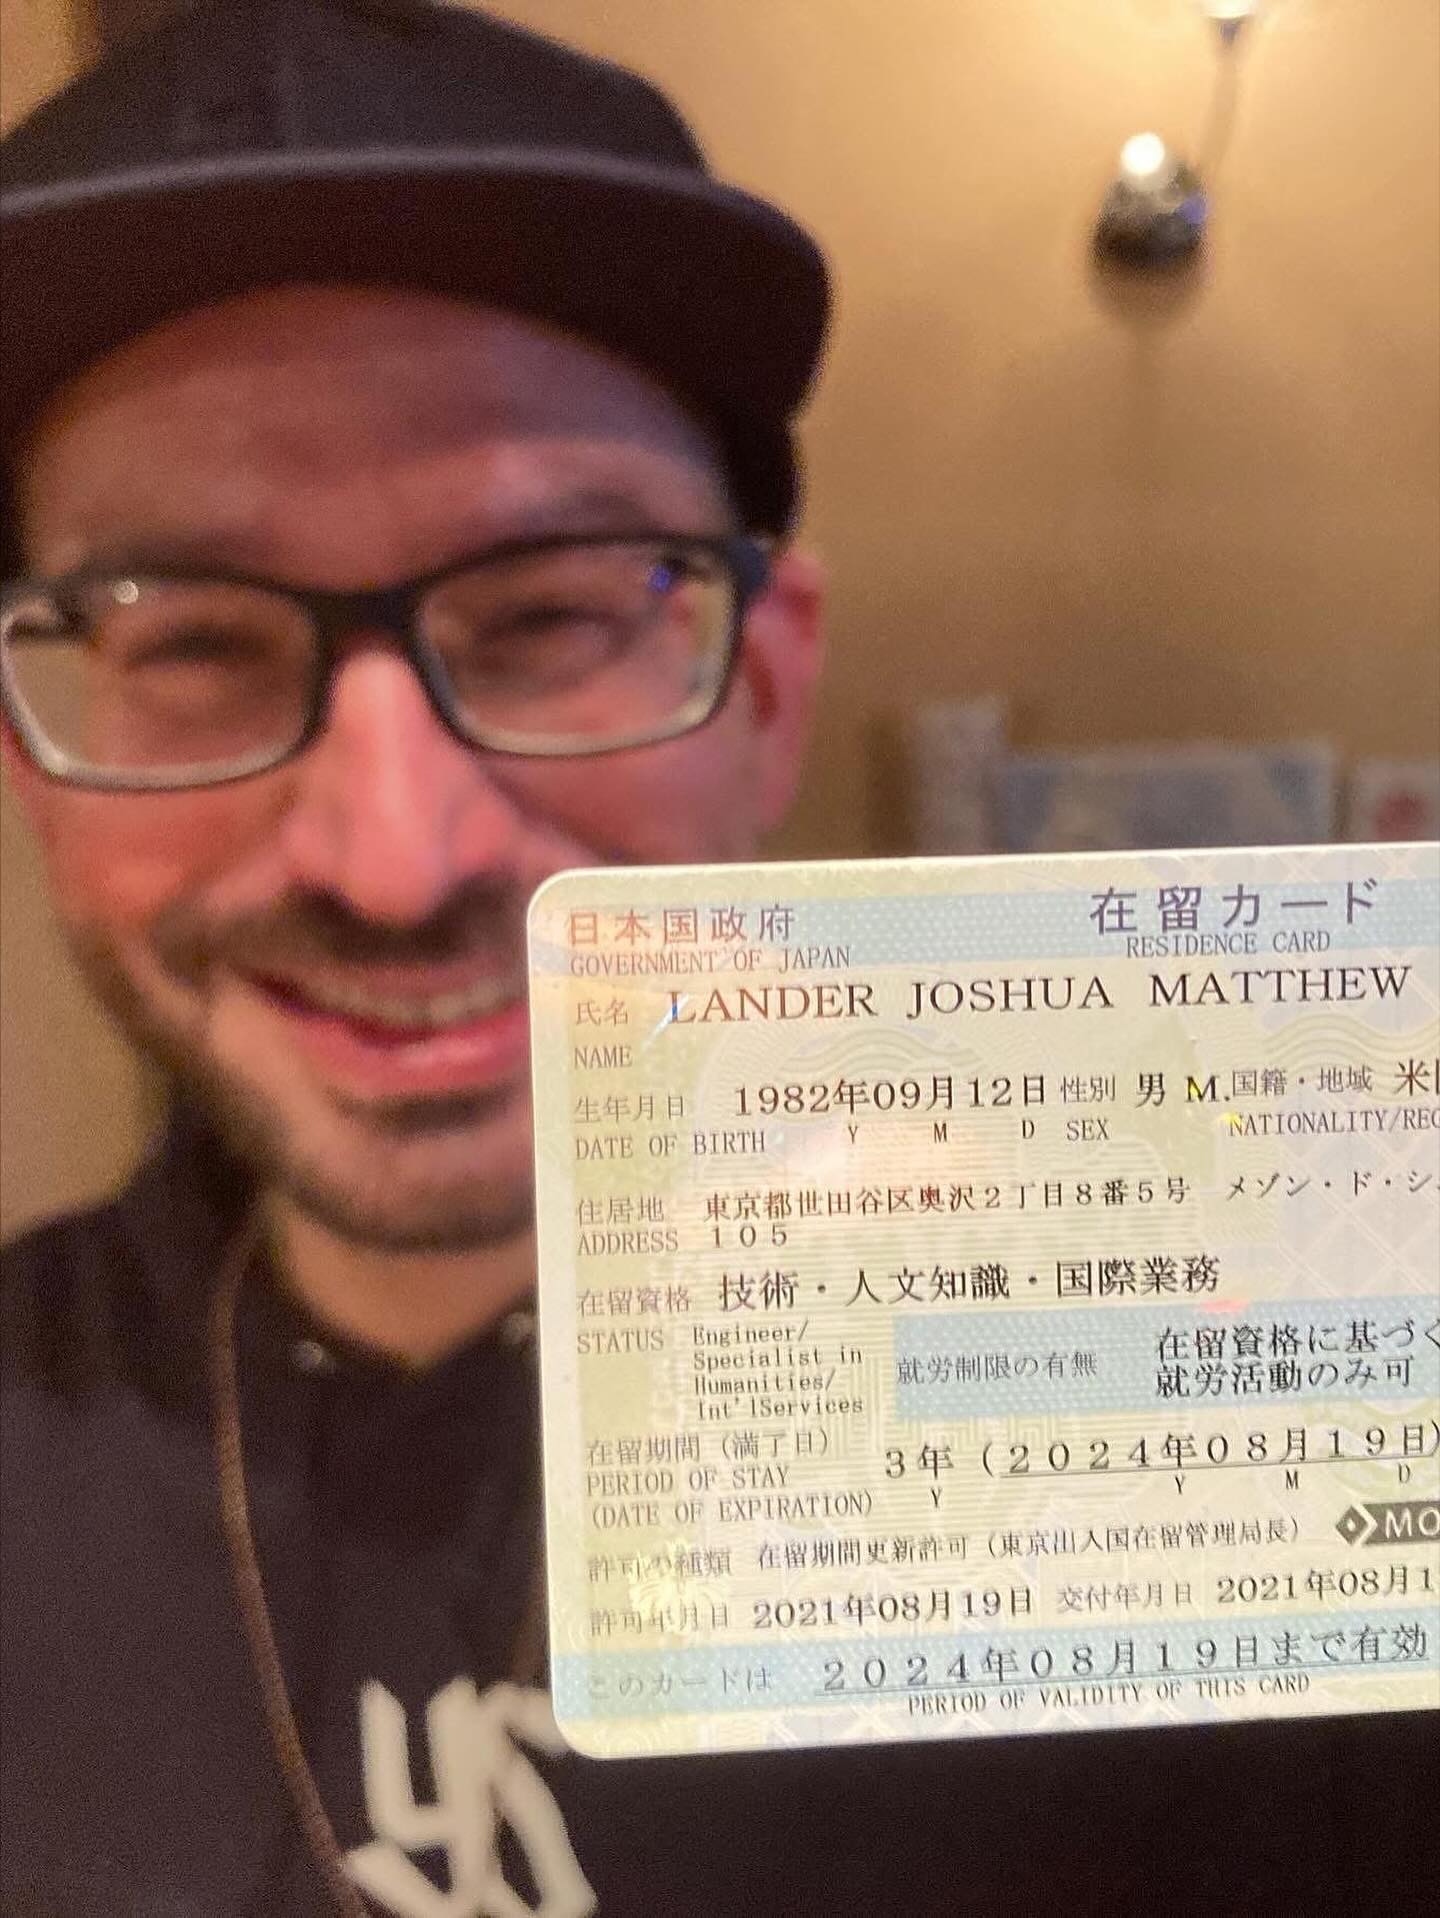 日本国政府 在留カード
GOVERNMENT OF JAPAN RESIDENCE CARD
氏名 LANDER JOSHUA MATTHEW
NAME
生年月日 1982年09月12日 性別 男 M. 国籍・地域
DATE OF BIRTH Y M D SEX
住居地 東京都世田谷区奥沢2丁目8番5号 メゾン・ド・
ADDRESS 105
在留資格 技術・人文知識・国際業務
STATUS Engineer/
Specialist in
Humanities/
Int'lServices
就労制限の有無
在留資格に基づく
就労活動のみ可
在留期間(満了日) 3年(2024年08月19日)
PERIOD OF STAY Y Y M D
(DATE OF EXPIRATION)
許可の種類 在留期間更新許可(東京出入国在留管理局長)
許可年月日 2021年08月19日 交付年月日 2021年08月
このカードは 2024年08月19日まで有効
PERIOD OF VALIDITY OF THIS CARD